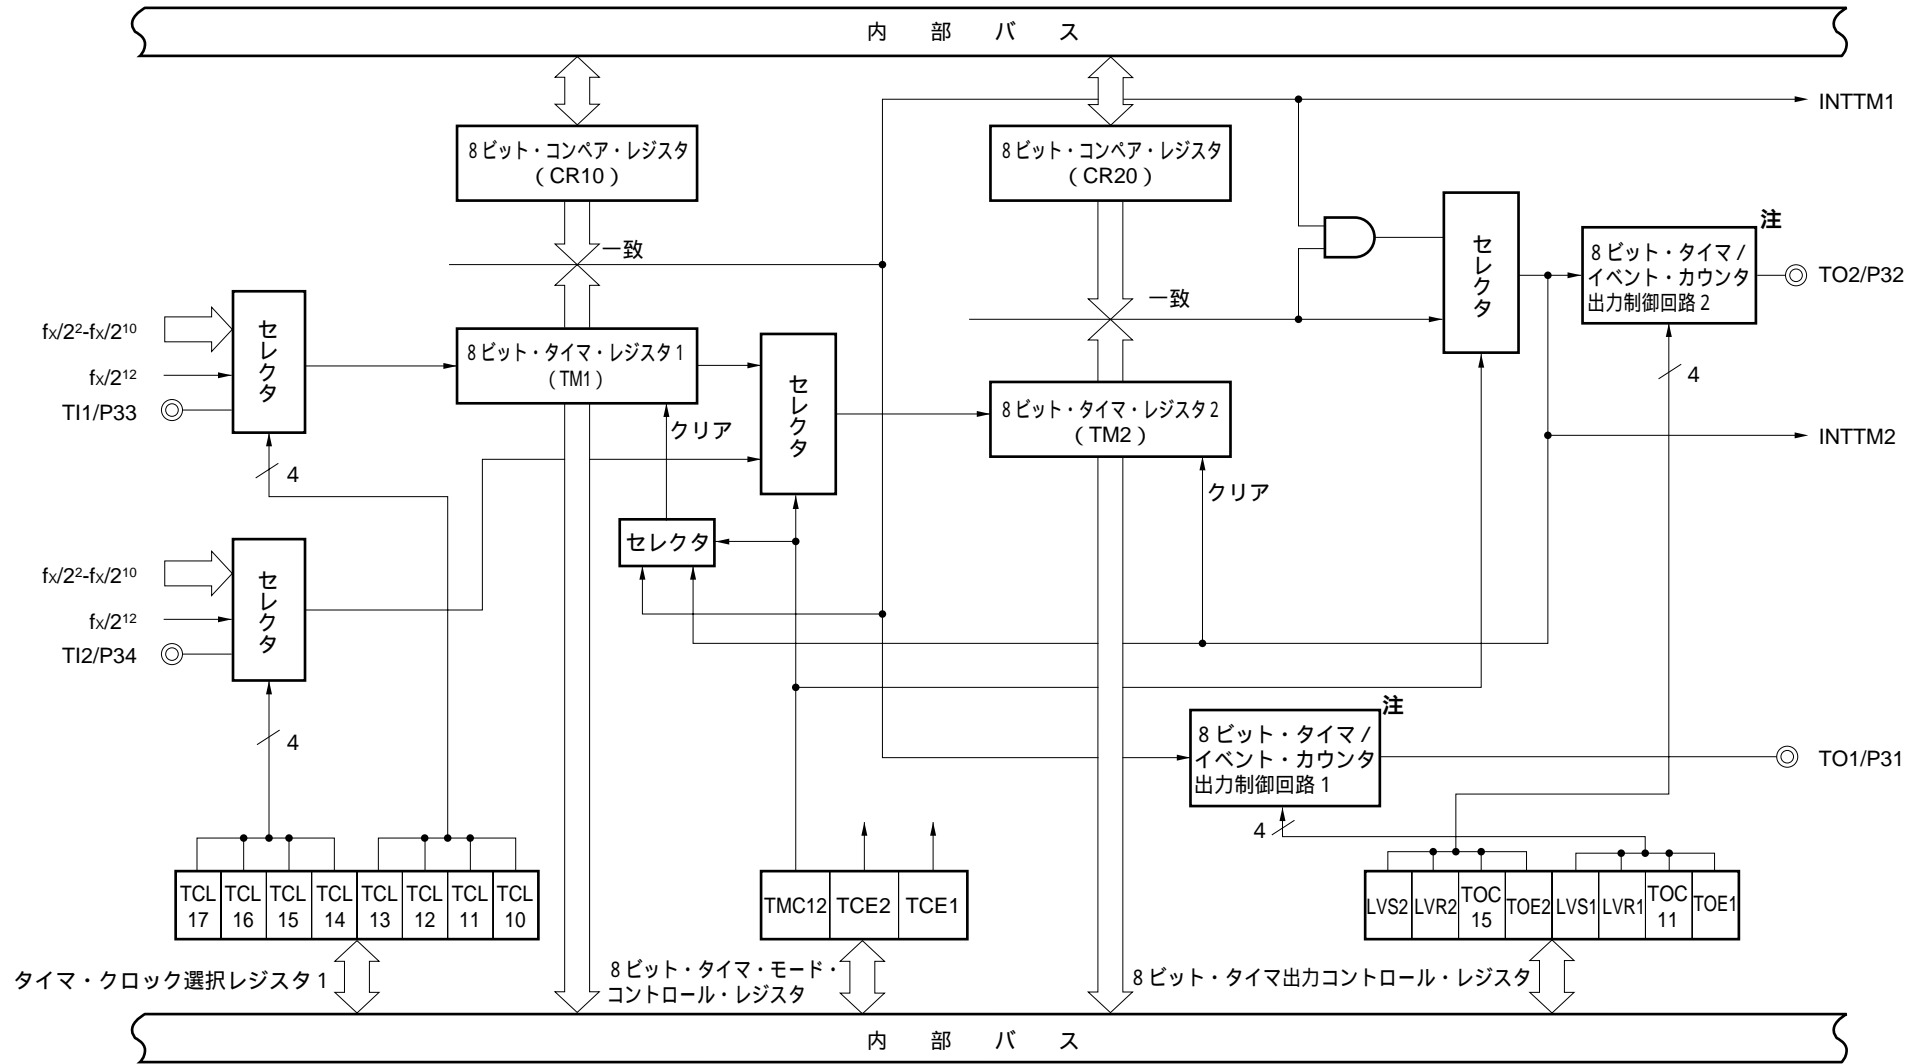 内 部 バ ス
INTTM1
8ビット・コンペア・レジスタ
(CR10)
8ビット・コンペア・レジスタ
(CR20)
一致
一致
セレクタ
注
8ビット・タイマ/
イベント・カウンタ
出力制御回路2
TO2/P32
fX/2²-fX/2¹⁰
fX/2¹²
TI1/P33
セレクタ
8ビット・タイマ・レジスタ1
(TM1)
セレクタ
8ビット・タイマ・レジスタ2
(TM2)
4
INTTM2
クリア
クリア
4
セレクタ
fX/2²-fX/2¹⁰
fX/2¹²
TI2/P34
セレクタ
4
注
8ビット・タイマ/
イベント・カウンタ
出力制御回路1
TO1/P31
4
TCL17
TCL16
TCL15
TCL14
TCL13
TCL12
TCL11
TCL10
TMC12
TCE2
TCE1
LVS2
LVR2
TOC15
TOE2
LVS1
LVR1
TOC11
TOE1
タイマ・クロック選択レジスタ1
8ビット・タイマ・モード・
コントロール・レジスタ
8ビット・タイマ出力コントロール・レジスタ
内 部 バ ス